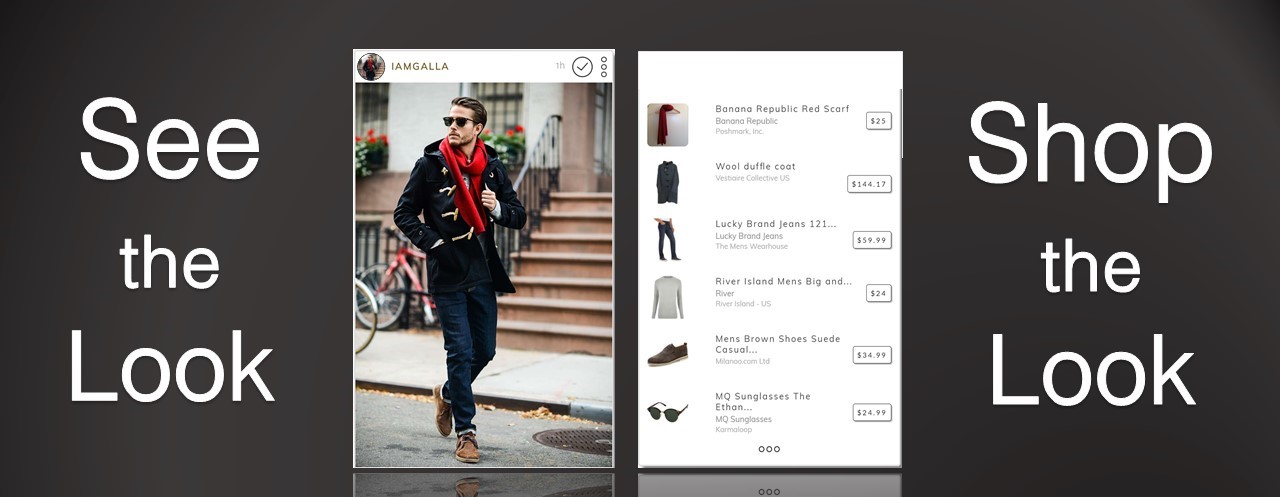 See
the
Look
IAMGALLA
1h
Banana Republic Red Scarf
Banana Republic
Poshmark, Inc.
$25
Wool duffle coat
Vestiaire Collective US
$144.17
Lucky Brand Jeans 121...
Lucky Brand Jeans
The Mens Wearhouse
$59.99
River Island Mens Big and...
River
River Island - US
$24
Mens Brown Shoes Suede
Casual...
Milanoo.com Ltd
$34.99
MQ Sunglasses The
Ethan...
MQ Sunglasses
Karmaloop
$24.99
Shop
the
Look